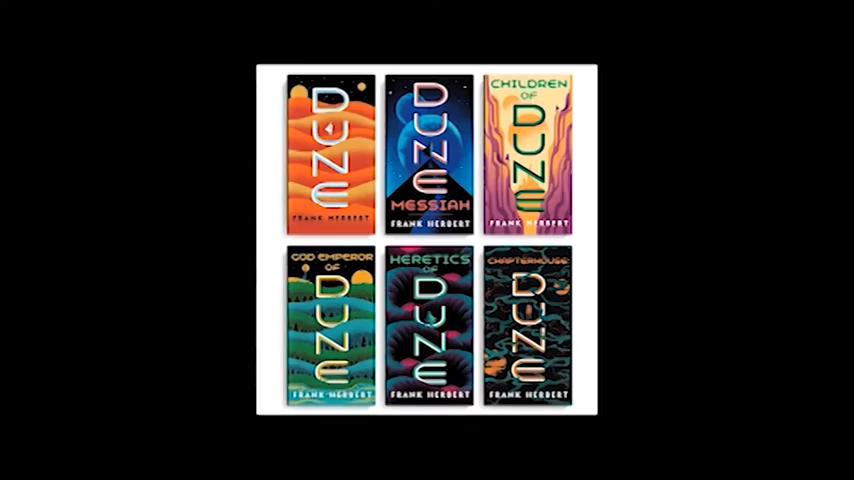 DUNE
FRANK HERBERT
DUNE
MESSIAH
FRANK HERBERT
CHILDREN
OF
DUNE
FRANK HERBERT
GOD EMPEROR
OF
DUNE
FRANK HERBERT
HERETICS
OF
DUNE
FRANK HERBERT
CHAPTERHOUSE:
DUNE
FRANK HERBERT